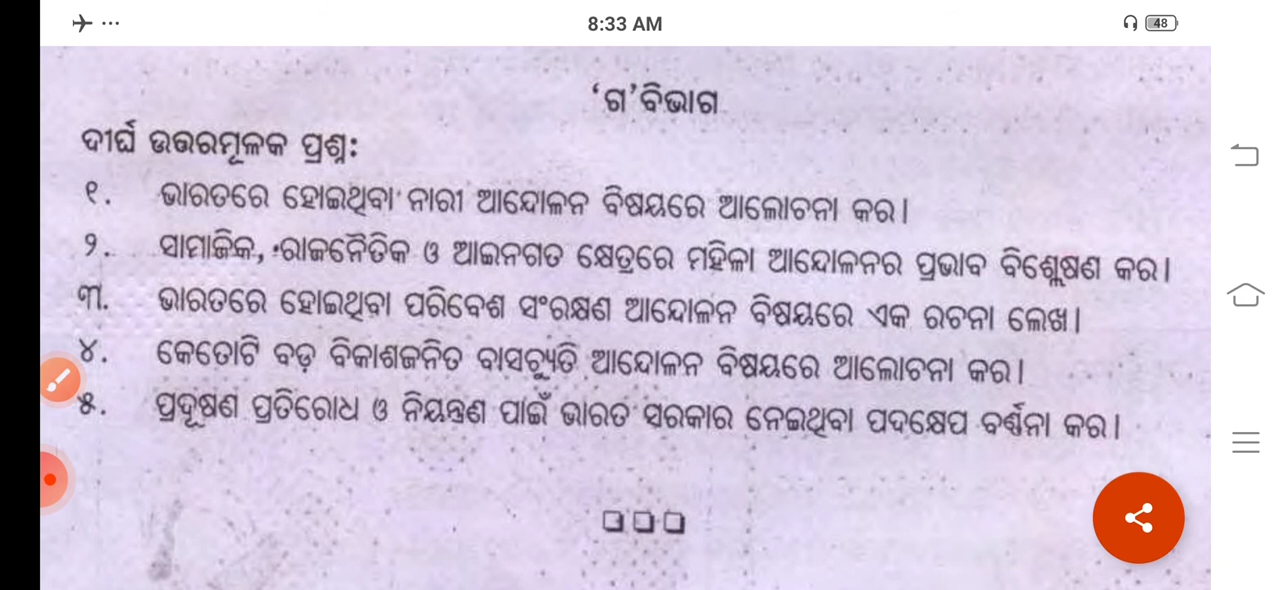 8:33 AM
48
‘ଗ’ ବିଭାଗ
ଦୀର୍ଘ ଉତ୍ତରମୂଳକ ପ୍ରଶ୍ନ:
୧. ଭାରତରେ ହୋଇଥିବା ନାରୀ ଆନ୍ଦୋଳନ ବିଷୟରେ ଆଲୋଚନା କର।
୨. ସାମାଜିକ, ରାଜନୈତିକ ଓ ଆଇନଗତ କ୍ଷେତ୍ରରେ ମହିଳା ଆନ୍ଦୋଳନର ପ୍ରଭାବ ବିଶ୍ଲେଷଣ କର।
୩. ଭାରତରେ ହୋଇଥିବା ପରିବେଶ ସଂରକ୍ଷଣ ଆନ୍ଦୋଳନ ବିଷୟରେ ଏକ ରଚନା ଲେଖ।
୪. କେତୋଟି ବଡ଼ ବିକାଶଜନିତ ବାସଚ୍ୟୁତି ଆନ୍ଦୋଳନ ବିଷୟରେ ଆଲୋଚନା କର।
୫. ପ୍ରଦୂଷଣ ପ୍ରତିରୋଧ ଓ ନିୟନ୍ତ୍ରଣ ପାଇଁ ଭାରତ ସରକାର ନେଇଥିବା ପଦକ୍ଷେପ ବର୍ଣ୍ଣନା କର।